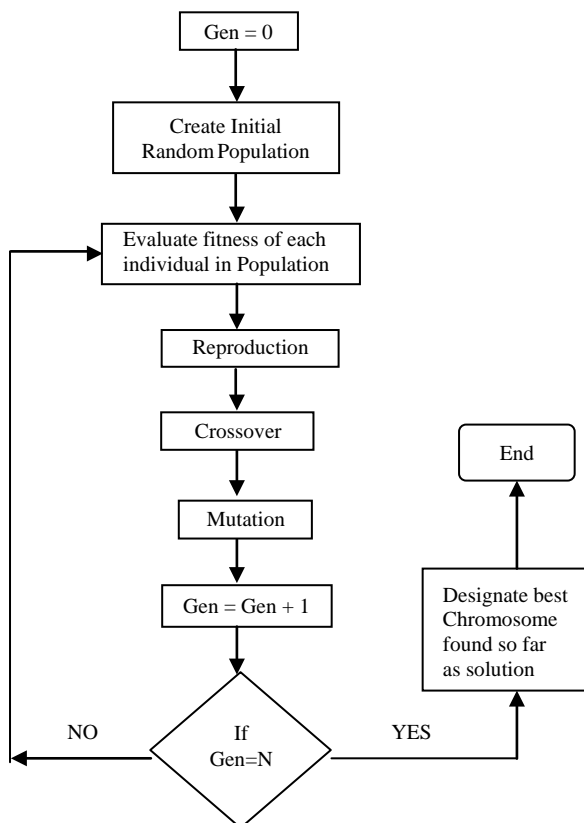 Gen = 0
Create Initial
Random Population
Evaluate fitness of each
individual in Population
Reproduction
Crossover
Mutation
Gen = Gen + 1
If
Gen=N
NO
YES
Designate best
Chromosome
found so far
as solution
End